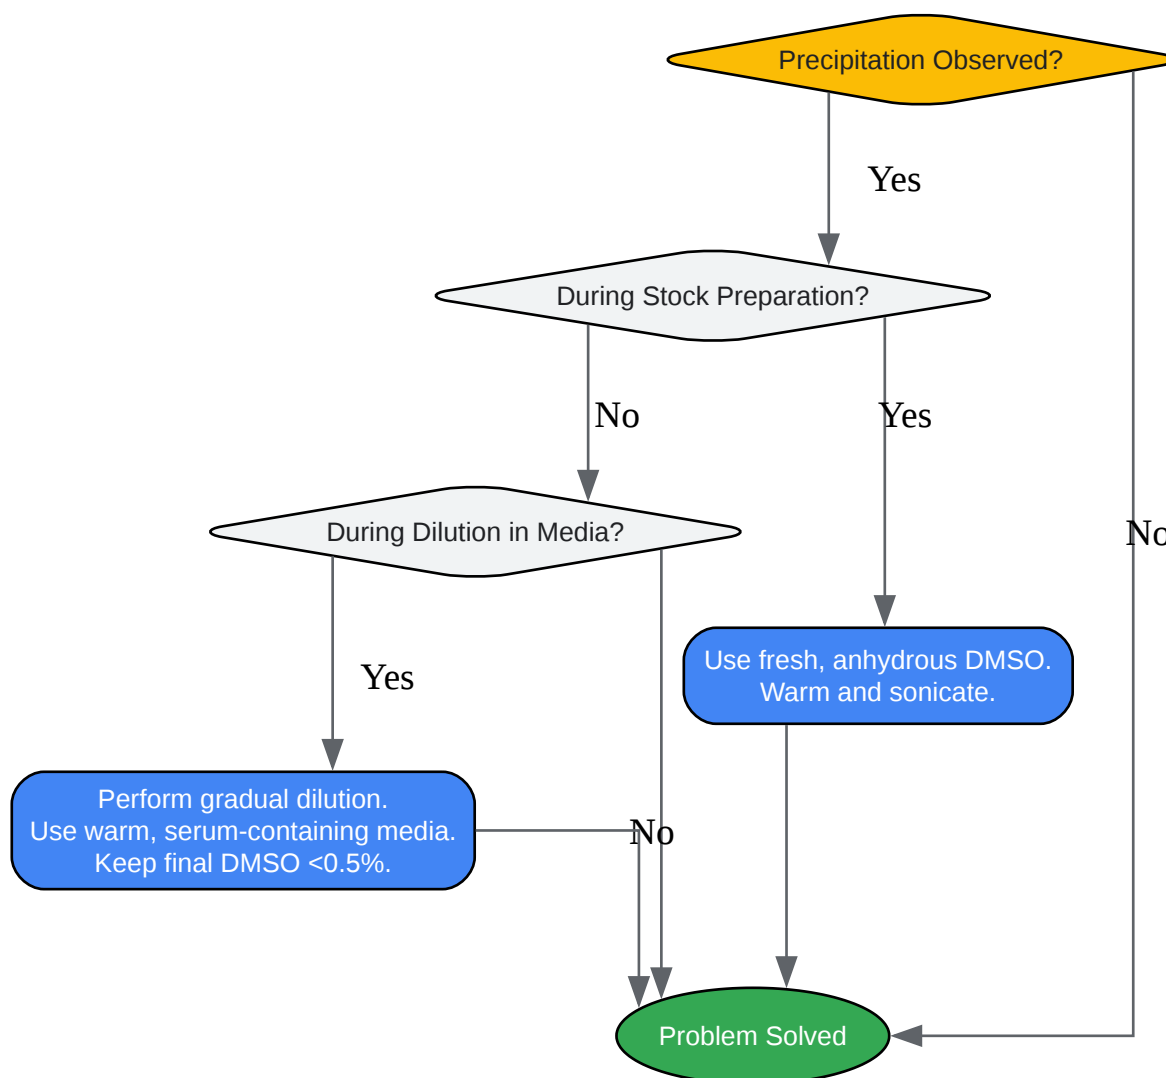 Precipitation Observed?
Yes
During Stock Preparation?
No
Yes
During Dilution in Media?
No
Use fresh, anhydrous DMSO.
Warm and sonicate.
Yes
Perform gradual dilution.
Use warm, serum-containing media.
Keep final DMSO <0.5%.
No
Problem Solved